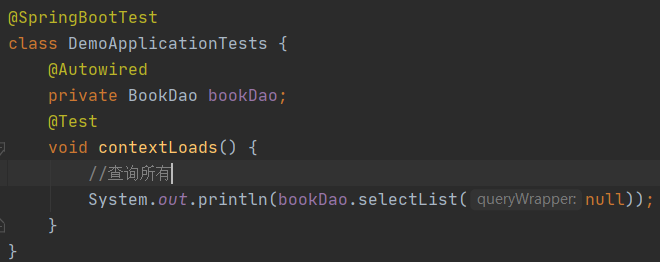 @SpringBootTest
class DemoApplicationTests {
    @Autowired
    private BookDao bookDao;
    @Test
    void contextLoads() {
        //查询所有
        System.out.println(bookDao.selectList( queryWrapper: null));
    }
}